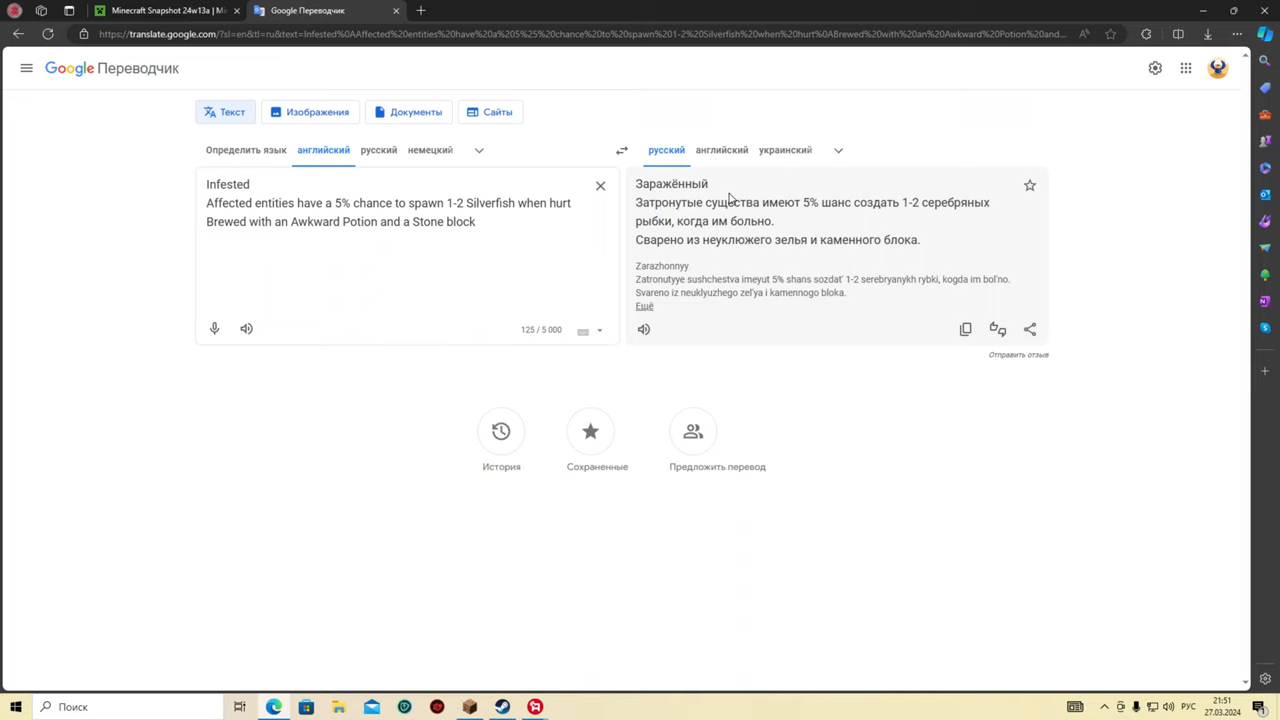 Minecraft Snapshot 24w13a |
Google Переводчик
https://translate.google.com/?sl=en&tl=ru&text=Infested%0AAffected%20entities%20have%20a%205%25%20chance%20to%20spawn%201-2%20Silverfish%20when%20hurt%0ABrewed%20with%20an%20Awkward%20Potion%20and...
Google Переводчик
Текст
Изображения
Документы
Сайты
Определить язык
английский
русский
немецкий
русский
английский
украинский
Infested
Affected entities have a 5% chance to spawn 1-2 Silverfish when hurt
Brewed with an Awkward Potion and a Stone block
125 / 5 000
Заражённый
Затронутые существа имеют 5% шанс создать 1-2 серебряных
рыбки, когда им больно.
Сварено из неуклюжего зелья и каменного блока.
Zarazhonnyy
Zatronutyye sushchestva imeyut 5% shans sozdat' 1-2 serebryanykh rybki, kogda im bol'no.
Svareno iz neuklyuzhego zel'ya i kamennogo bloka.
Ещё
Отправить отзыв
История
Сохраненные
Предложить перевод
Поиск
РУС
21:51
27.03.2024